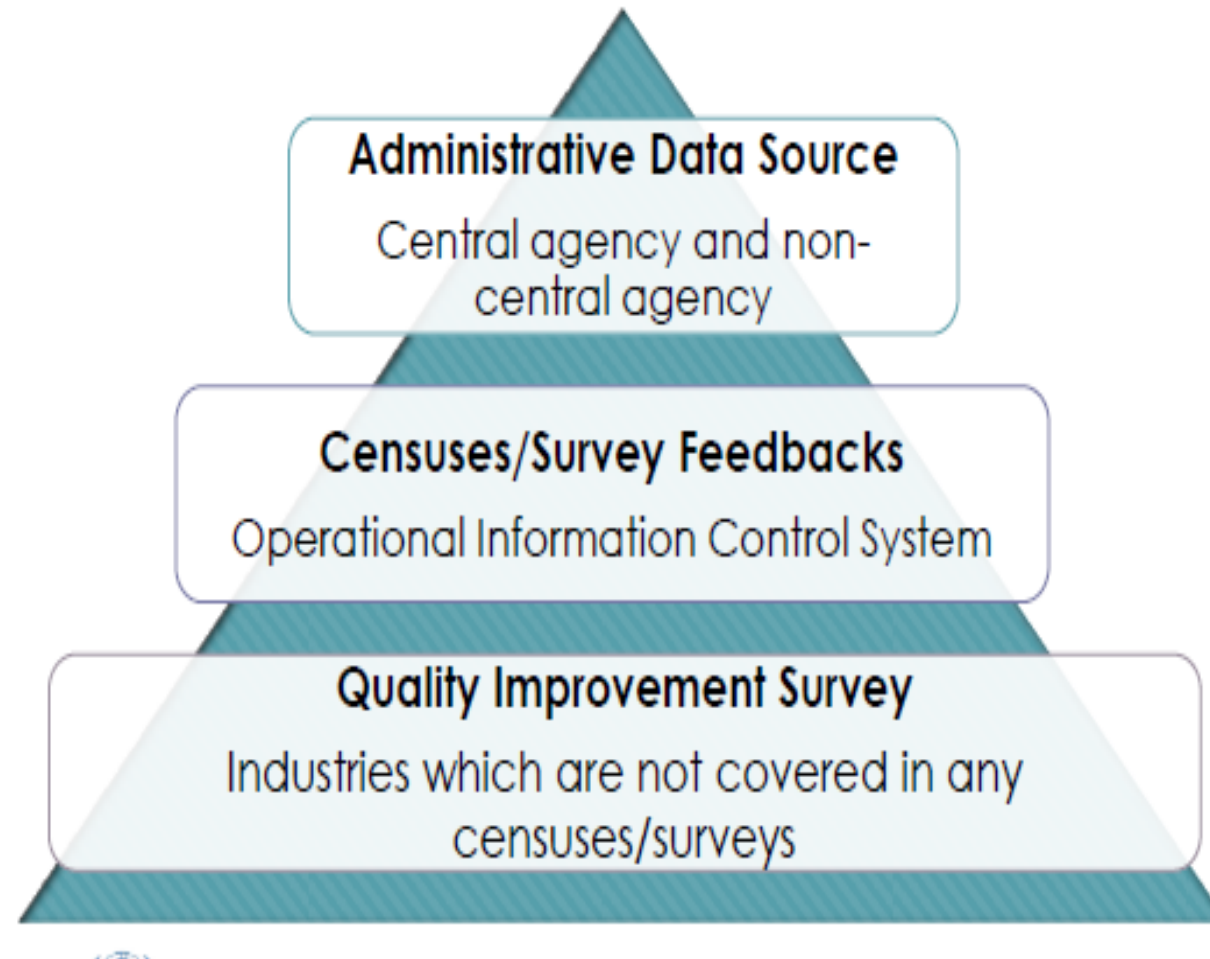 Administrative Data Source
Central agency and non-
central agency
Censuses/Survey Feedbacks
Operational Information Control System
Quality Improvement Survey
Industries which are not covered in any
censuses/surveys